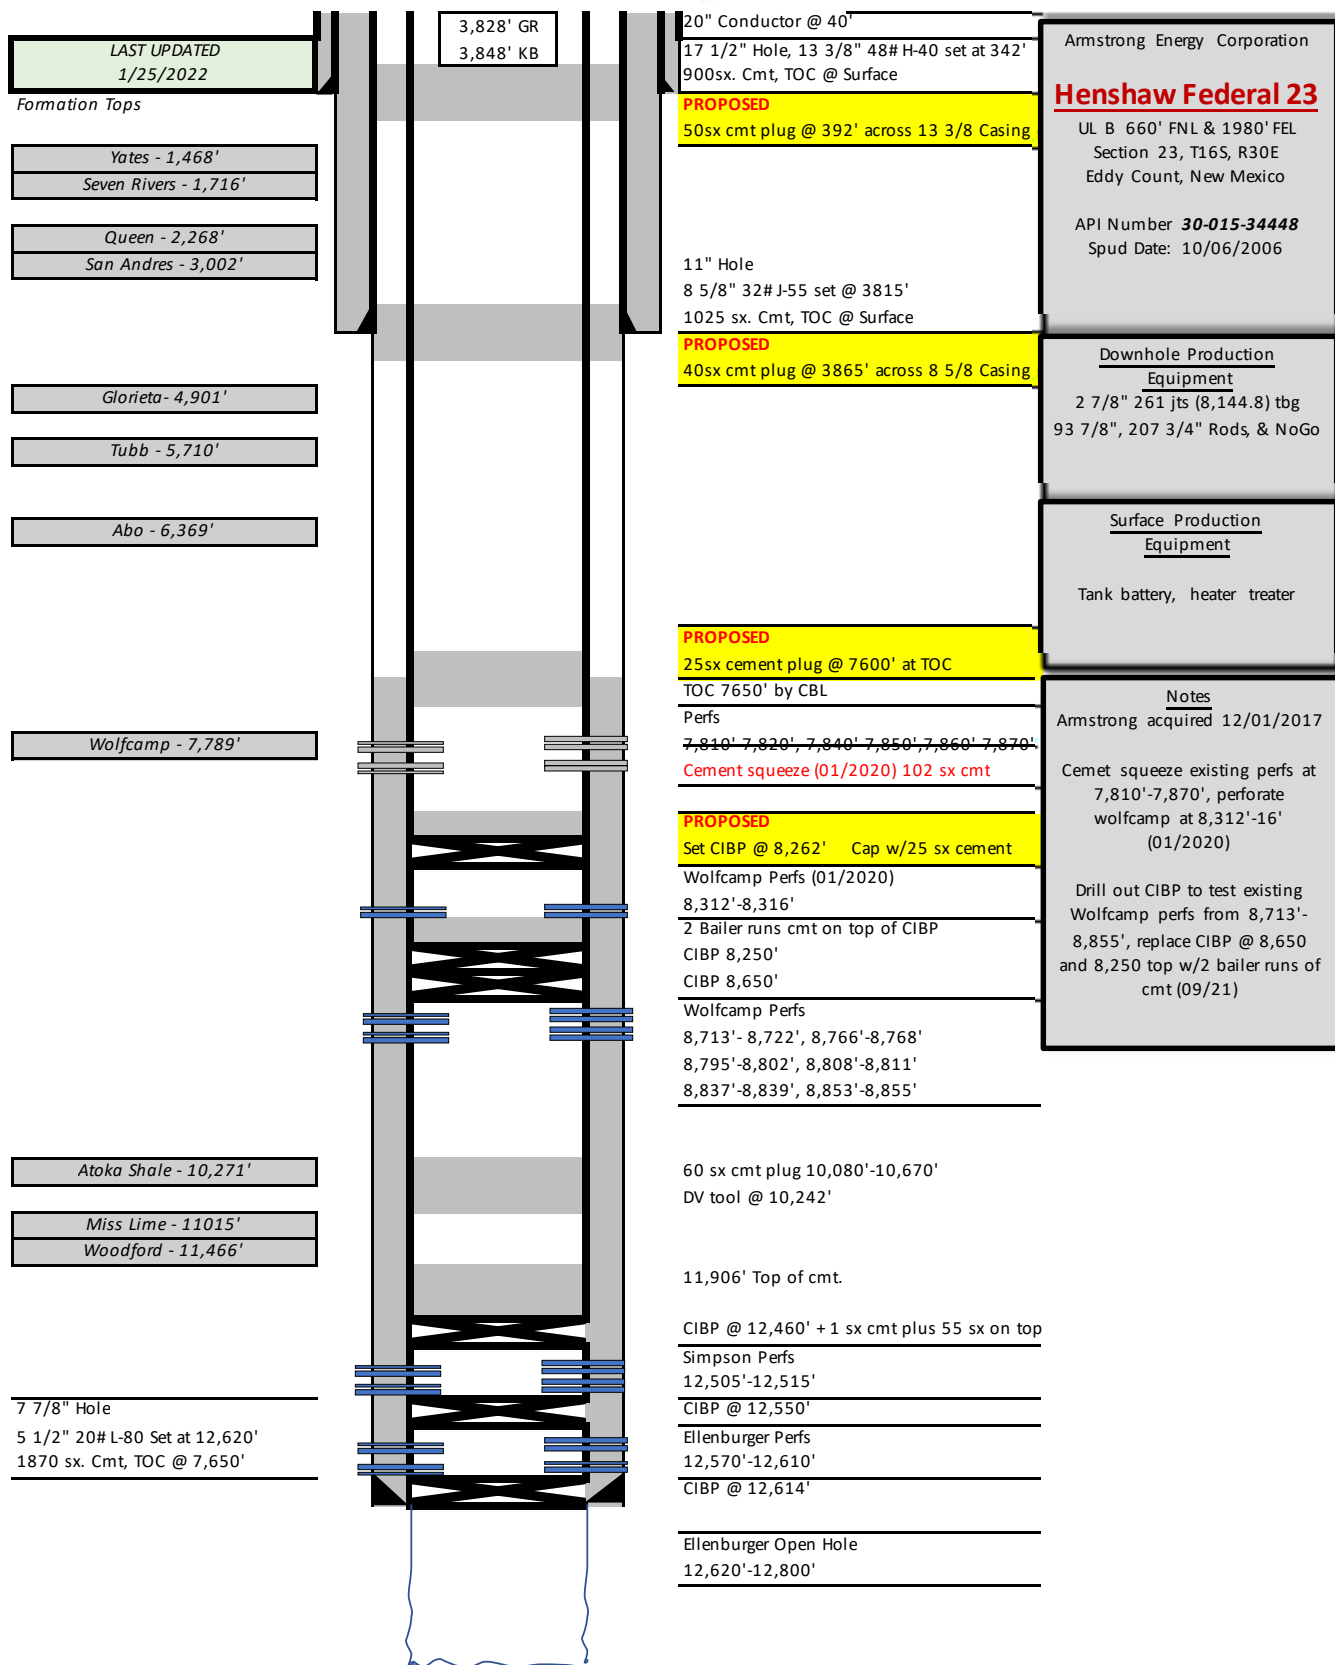 3,828' GR
3,848' KB
LAST UPDATED
1/25/2022
Formation Tops
Yates - 1,468'
Seven Rivers - 1,716'
Queen - 2,268'
San Andres - 3,002'
Glorieta- 4,901'
Tubb - 5,710'
Abo - 6,369'
Wolfcamp - 7,789'
Atoka Shale - 10,271'
Miss Lime - 11015'
Woodford - 11,466'
7 7/8" Hole
5 1/2" 20# L-80 Set at 12,620'
1870 sx. Cmt, TOC @ 7,650'
20" Conductor @ 40'
17 1/2" Hole, 13 3/8" 48# H-40 set at 342'
900sx. Cmt, TOC @ Surface
PROPOSED
50sx cmt plug @ 392' across 13 3/8 Casing
11" Hole
8 5/8" 32# J-55 set @ 3815'
1025 sx. Cmt, TOC @ Surface
PROPOSED
40sx cmt plug @ 3865' across 8 5/8 Casing
PROPOSED
25sx cement plug @ 7600' at TOC
TOC 7650' by CBL
Perfs
7,810'-7,820', 7,840'-7,850',7,860'-7,870'
Cement squeeze (01/2020) 102 sx cmt
PROPOSED
Set CIBP @ 8,262' Cap w/25 sx cement
Wolfcamp Perfs (01/2020)
8,312'-8,316'
2 Bailer runs cmt on top of CIBP
CIBP 8,250'
CIBP 8,650'
Wolfcamp Perfs
8,713'- 8,722', 8,766'-8,768'
8,795'-8,802', 8,808'-8,811'
8,837'-8,839', 8,853'-8,855'
60 sx cmt plug 10,080'-10,670'
DV tool @ 10,242'
11,906' Top of cmt.
CIBP @ 12,460' + 1 sx cmt plus 55 sx on top
Simpson Perfs
12,505'-12,515'
CIBP @ 12,550'
Ellenburger Perfs
12,570'-12,610'
CIBP @ 12,614'
Ellenburger Open Hole
12,620'-12,800'
Armstrong Energy Corporation
Henshaw Federal 23
UL B 660' FNL & 1980' FEL
Section 23, T16S, R30E
Eddy Count, New Mexico
API Number 30-015-34448
Spud Date: 10/06/2006
Downhole Production
Equipment
2 7/8" 261 jts (8,144.8) tbg
93 7/8", 207 3/4" Rods, & NoGo
Surface Production
Equipment
Tank battery, heater treater
Notes
Armstrong acquired 12/01/2017
Cemet squeeze existing perfs at
7,810'-7,870', perforate
wolfcamp at 8,312'-16'
(01/2020)
Drill out CIBP to test existing
Wolfcamp perfs from 8,713'-
8,855', replace CIBP @ 8,650
and 8,250 top w/2 bailer runs of
cmt (09/21)